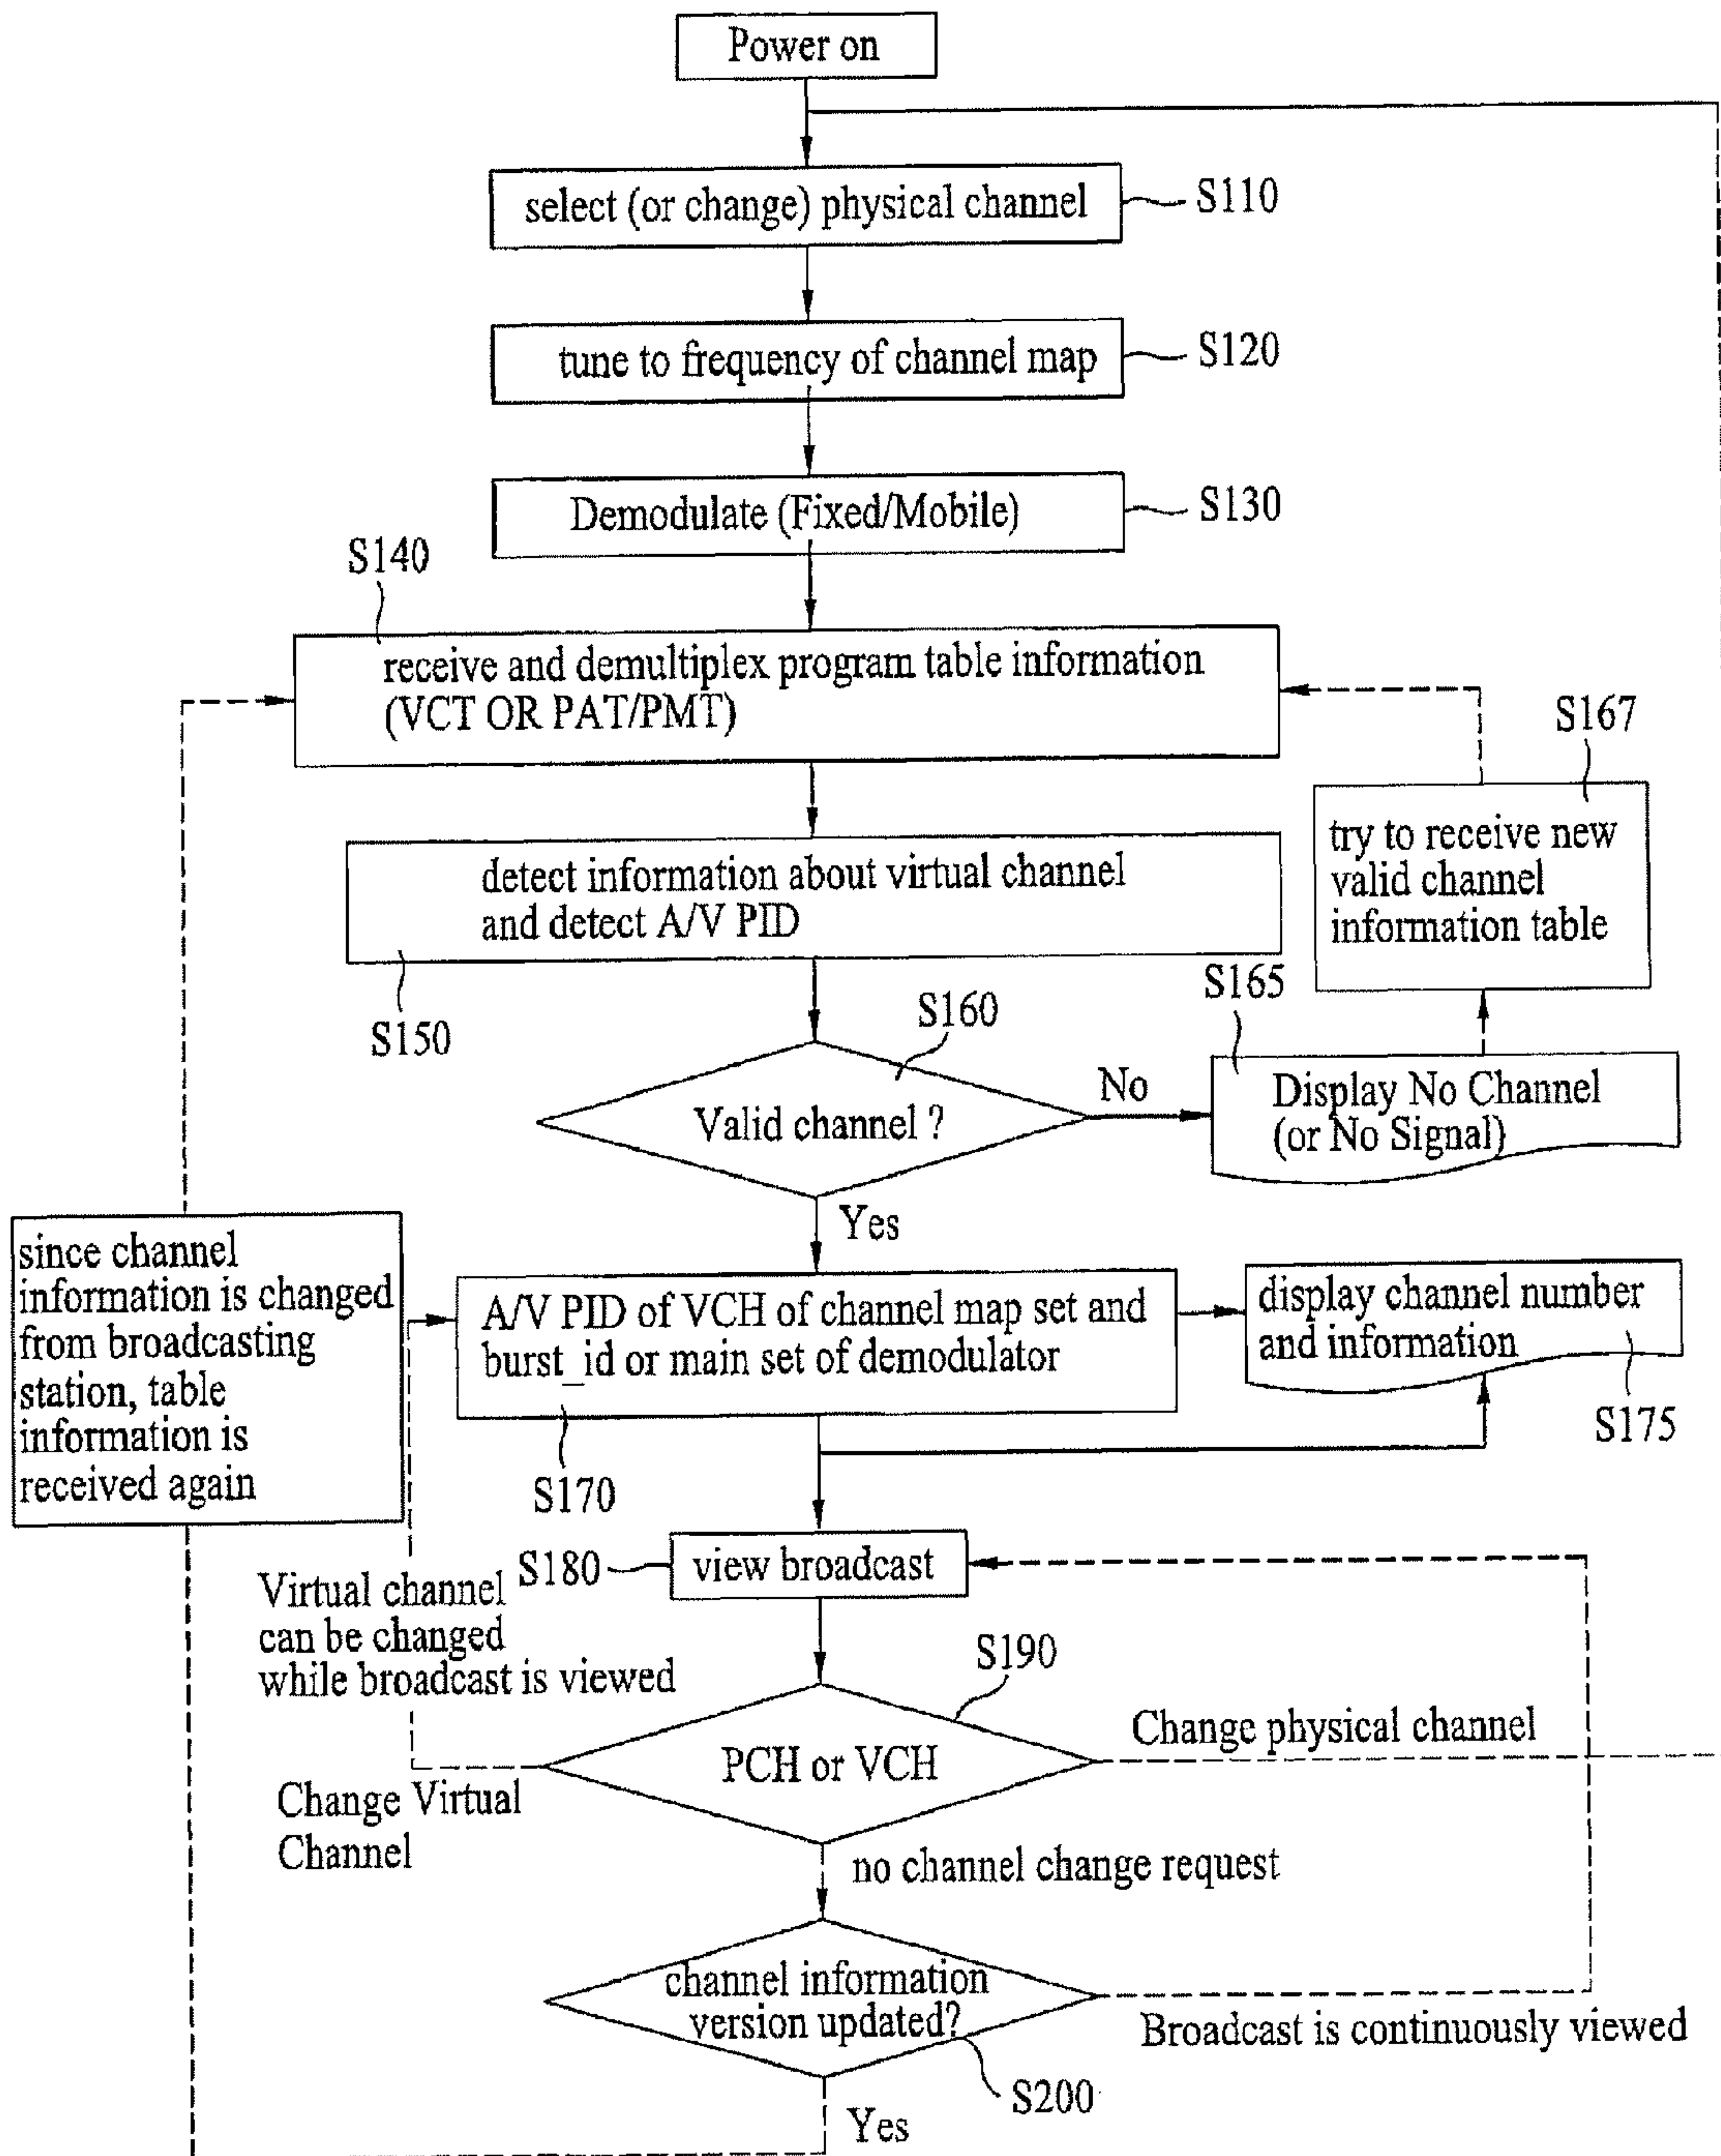 Power on
select (or change) physical channel
S110
tune to frequency of channel map
S120
Demodulate (Fixed/Mobile)
S130
S140
receive and demultiplex program table information
(VCT OR PAT/PMT)
S167
try to receive new
valid channel
information table
detect information about virtual channel
and detect A/V PID
S150
S160
S165
Valid channel ?
No
Display No Channel
(or No Signal)
Yes
since channel
information is changed
from broadcasting
station, table
information is
received again
A/V PID of VCH of channel map set and
burst_id or main set of demodulator
S170
display channel number
and information
S175
S180
view broadcast
Virtual channel
can be changed
while broadcast is viewed
S190
PCH or VCH
Change physical channel
Change Virtual
Channel
no channel change request
channel information
version updated?
Broadcast is continuously viewed
S200
Yes